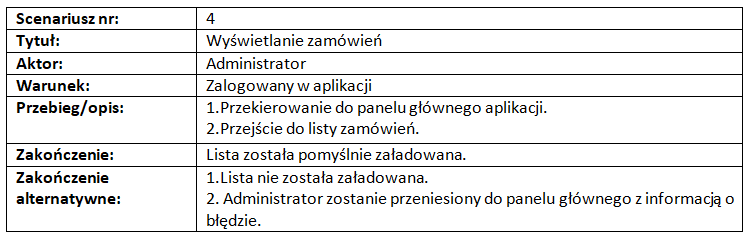 Scenariusz nr: 4
Tytuł: Wyświetlanie zamówień
Aktor: Administrator
Warunek: Zalogowany w aplikacji
Przebieg/opis: 1.Przekierowanie do panelu głównego aplikacji.
2.Przejście do listy zamówień.
Zakończenie: Lista została pomyślnie załadowana.
Zakończenie alternatywne: 1.Lista nie została załadowana.
2. Administrator zostanie przeniesiony do panelu głównego z informacją o
błędzie.